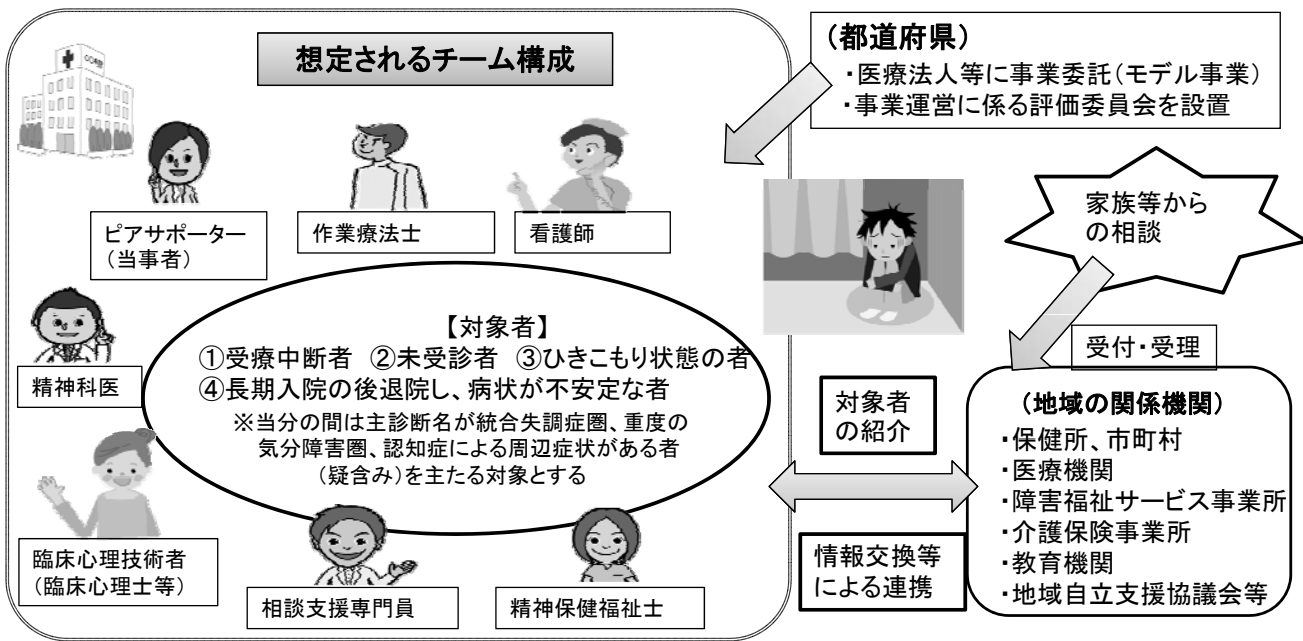 想定されるチーム構成
ピアサポーター
（当事者）
作業療法士
看護師
精神科医
【対象者】
①受療中断者 ②未受診者 ③ひきこもり状態の者
④長期入院の後退院し、病状が不安定な者
※当分の間は主診断名が統合失調症圏、重度の
気分障害圏、認知症による周辺症状がある者
（疑含み）を主たる対象とする
臨床心理技術者
（臨床心理士等）
相談支援専門員
精神保健福祉士
（都道府県）
・医療法人等に事業委託（モデル事業）
・事業運営に係る評価委員会を設置
家族等から
の相談
受付・受理
対象者
の紹介
情報交換等
による連携
（地域の関係機関）
・保健所、市町村
・医療機関
・障害福祉サービス事業所
・介護保険事業所
・教育機関
・地域自立支援協議会等